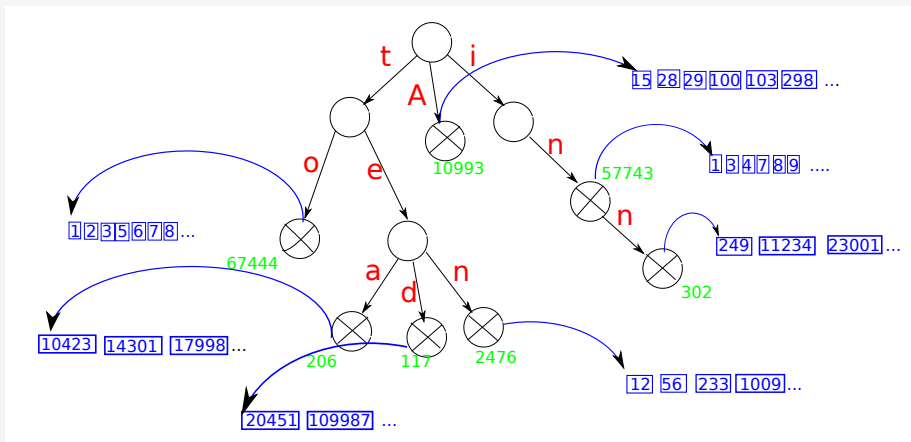 t
A
i
15 28 29 100 103 298 ...
o
e
10993
n
57743
1 3 4 7 8 9 ....
1 2 3 5 6 7 8 ...
67444
n
249 11234 23001 ...
302
a
d
n
10423 14301 17998 ...
206
117
2476
12 56 233 1009 ...
20451 109987 ...